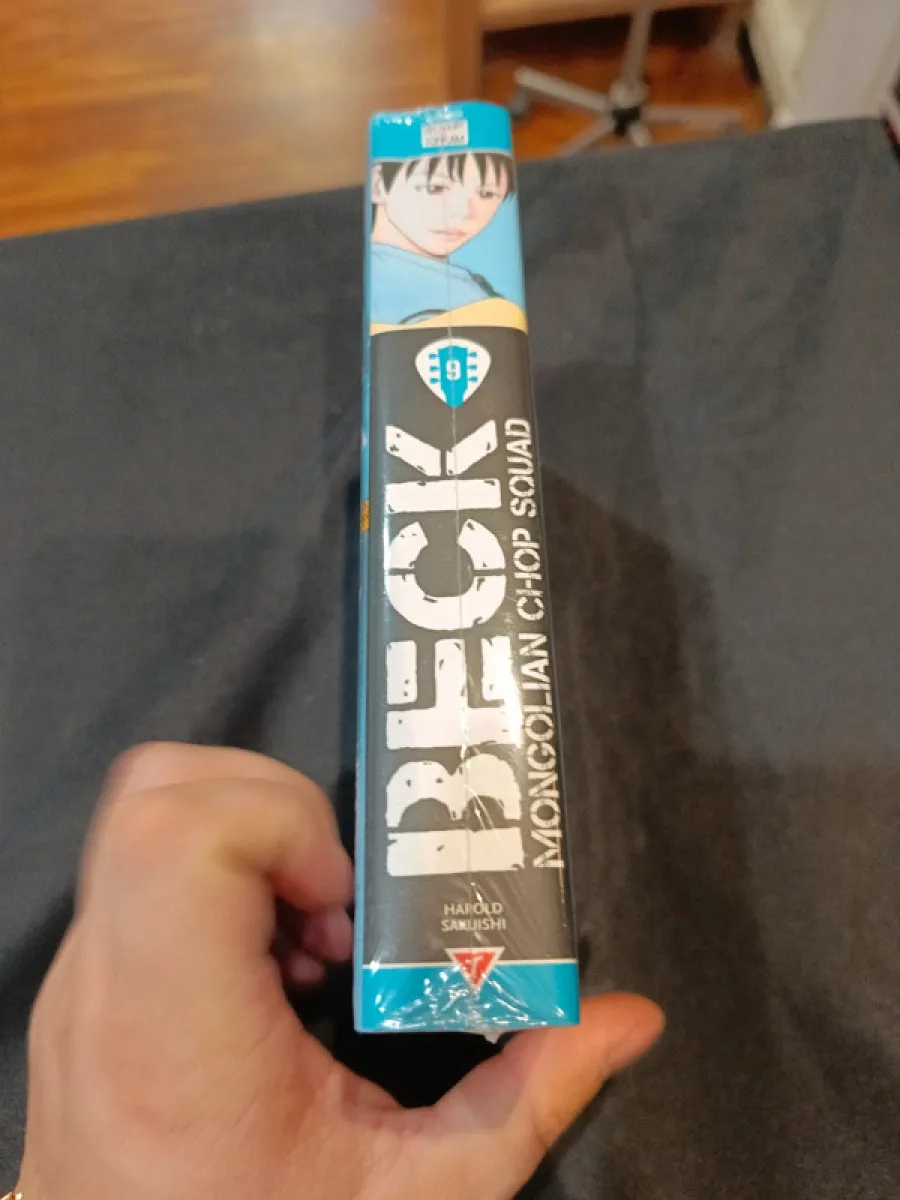 9
BECK
MONGOLIAN CHOP SQUAD
HAROLD
SAKUISHI